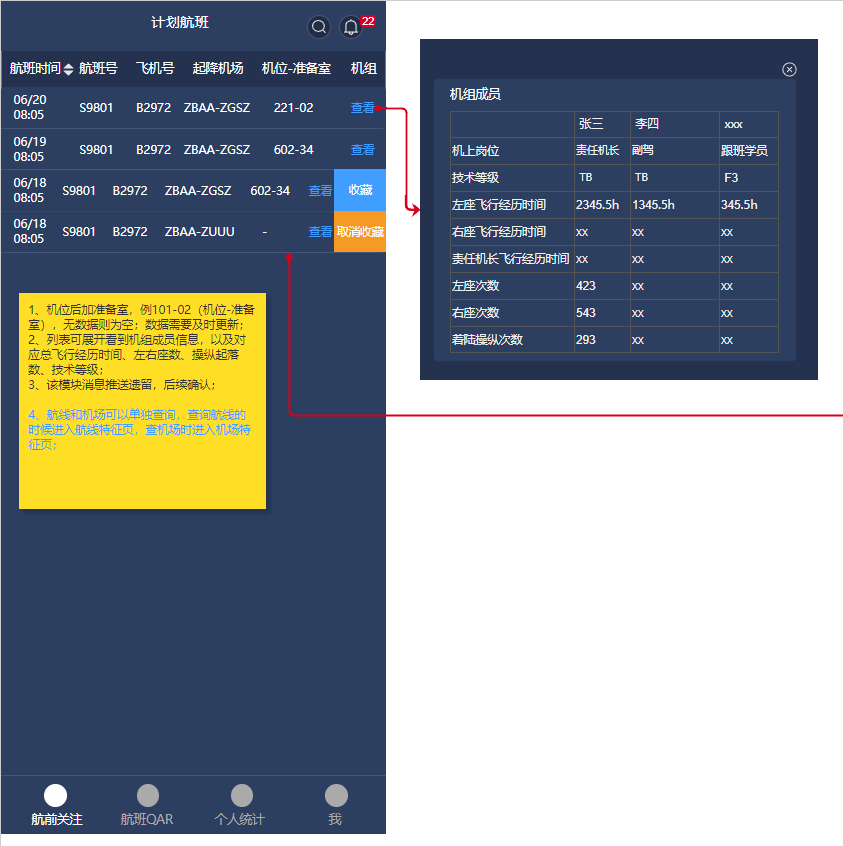 计划航班
22
航班时间 航班号 飞机号 起降机场 机位-准备室 机组
06/20
08:05 S9801 B2972 ZBAA-ZGSZ 221-02 查看
06/19
08:05 S9801 B2972 ZBAA-ZGSZ 602-34 查看
06/18
08:05 S9801 B2972 ZBAA-ZGSZ 602-34 查看 收藏
06/18
08:05 S9801 B2972 ZBAA-ZUUU - 查看 取消收藏
1、机位后加准备室，例101-02（机位-准备
室），无数据则为空；数据需要及时更新；
2、列表可展开看到机组成员信息，以及对
应总飞行经历时间、左右座数、操纵起落
数、技术等级；
3、该模块消息推送遗留，后续确认；
4、航线和机场可以单独查询，查询航线的
时候进入航线特征页，查机场时进入机场特
征页；
航前关注 航班QAR 个人统计 我
机组成员
张三 李四 xxx
机上岗位 责任机长 副驾 跟班学员
技术等级 TB TB F3
左座飞行经历时间 2345.5h 1345.5h 345.5h
右座飞行经历时间 xx xx xx
责任机长飞行经历时间 xx xx xx
左座次数 423 xx xx
右座次数 543 xx xx
着陆操纵次数 293 xx xx